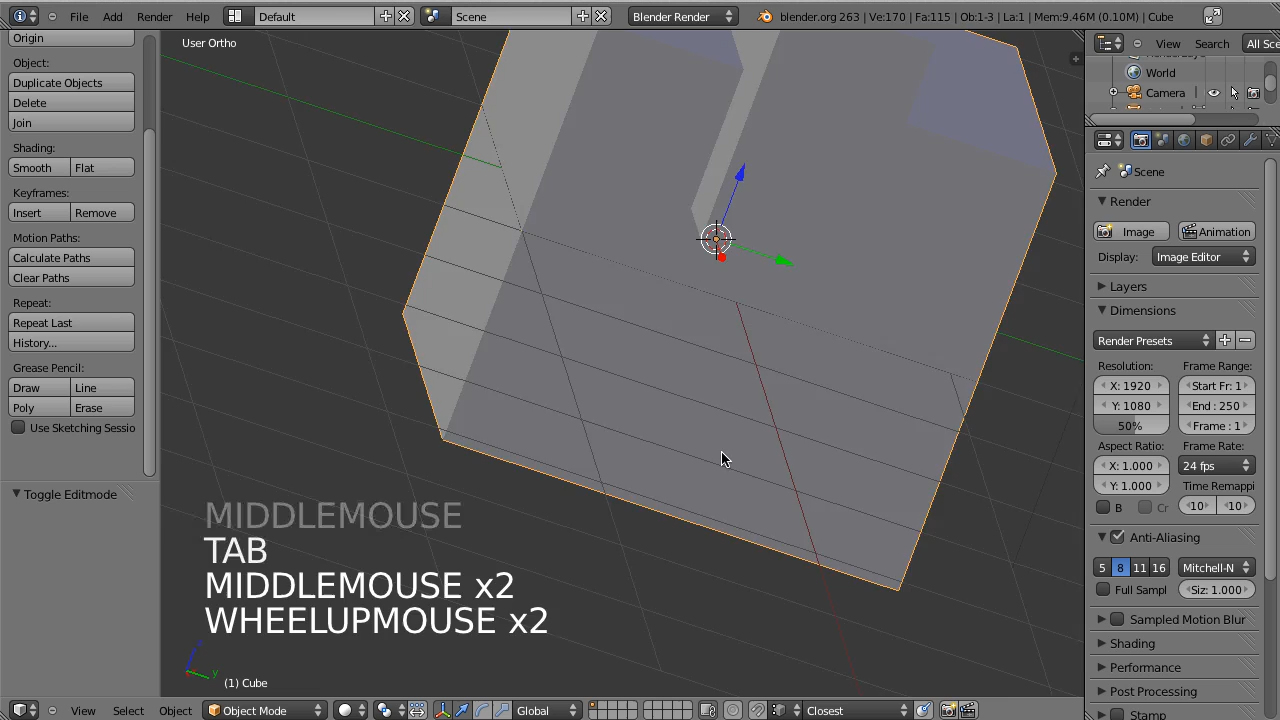 File Add Render Help Default Scene Blender Render blender.org 263 | Ve:170 | Fa:115 | Ob:1-3 | La:1 | Mem:9.46M (0.10M) | Cube
Origin
Object:
Duplicate Objects
Delete
Join
Shading:
Smooth Flat
Keyframes:
Insert Remove
Motion Paths:
Calculate Paths
Clear Paths
Repeat:
Repeat Last
History...
Grease Pencil:
Draw Line
Poly Erase
Use Sketching Sessio
Toggle Editmode
User Ortho
MIDDLEMOUSE
TAB
MIDDLEMOUSE x2
WHEELUPMOUSE x2
y
(1) Cube
View Select Object Object Mode Global Closest
View Search All Sce
World
Camera
Scene
Render
Image Animation
Display: Image Editor
Layers
Dimensions
Render Presets
Resolution: Frame Range:
X: 1920 Start Fr: 1
Y: 1080 End : 250
50% Frame : 1
Aspect Ratio: Frame Rate:
X: 1.000 24 fps
Y: 1.000 Time Remappi
B Cr 10 10
Anti-Aliasing
5 8 11 16 Mitchell-N
Full Sampl Siz: 1.000
Sampled Motion Blur
Shading
Performance
Post Processing
Stamp